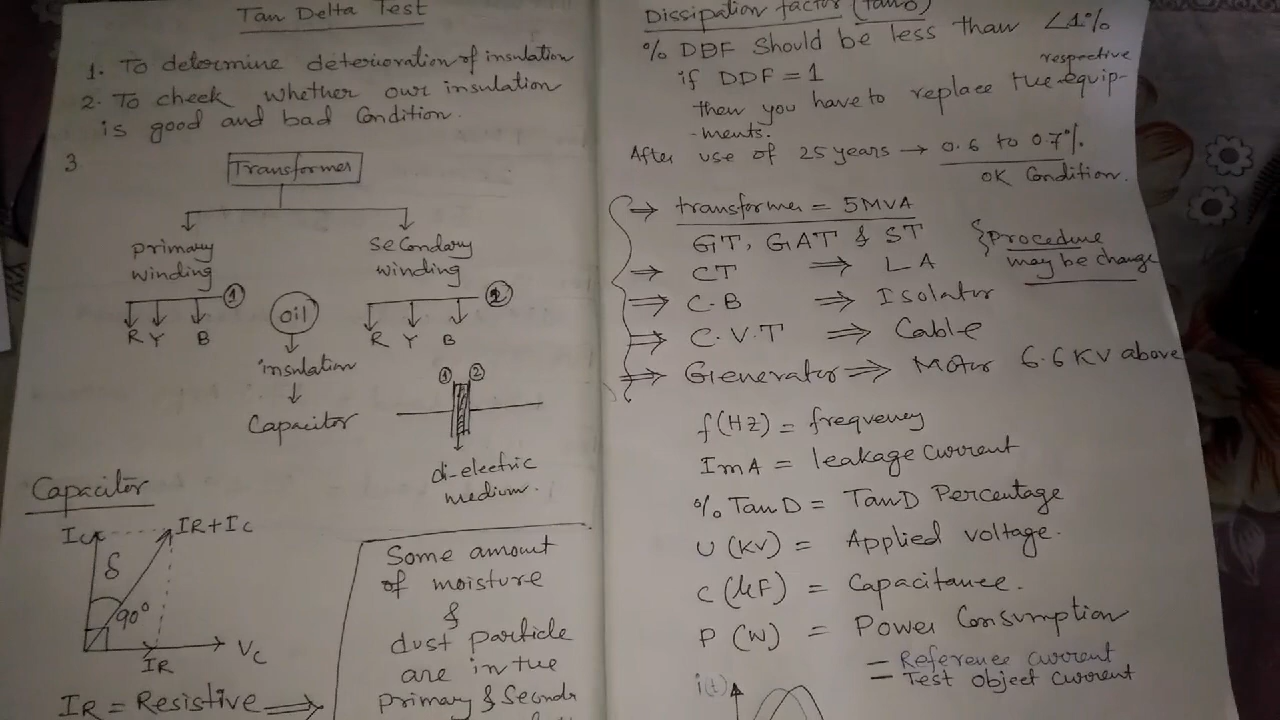 Tan Delta Test
1. To determine deterioration of insulation
2. To check whether our insulation
is good and bad Condition.
3
Transformer
primary
winding
secondary
winding
①
R Y B
oil
②
R Y B
insulation
Capacitor
① ②
di-electric
medium.
Capacitor
Ic
IR+Ic
δ
90°
Vc
IR
IR = Resistive ⇒
Some amount
of moisture
&
dust particle
are in the
primary &
Dissipation factor (tanδ)
% DDF Should be less than <1%
if DDF = 1
then you have to replace the respective equip-
-ments.
After use of 25 years → 0.6 to 0.7%.
OK Condition.
⇒ transformer = 5MVA
GT, GAT & ST
{Procedure
may be change
⇒ CT ⇒ LA
⇒ C.B ⇒ Isolator
⇒ C.V.T ⇒ Cable
⇒ Generator ⇒ Motor 6.6 KV above
f(Hz) = frequency
ImA = leakage Current
% TanD = TanD Percentage
U (KV) = Applied voltage.
C (μF) = Capacitance.
P (W) = Power Consumption
- Reference current
- Test object current
i(t)